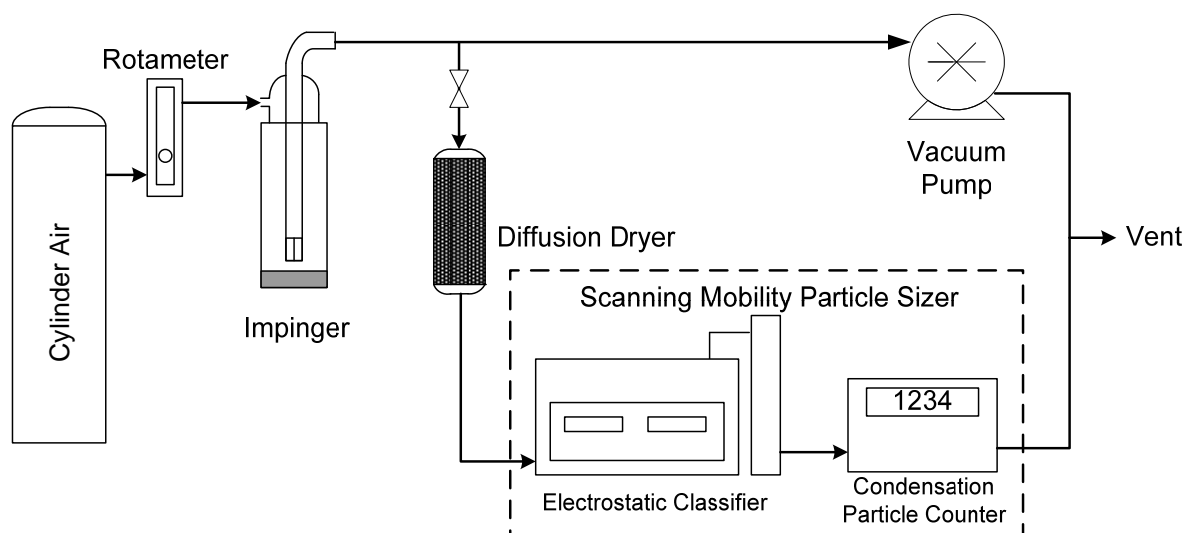 Rotameter
Cylinder Air
Impinger
Diffusion Dryer
Vacuum
Pump
Vent
Scanning Mobility Particle Sizer
1234
Electrostatic Classifier
Condensation
Particle Counter